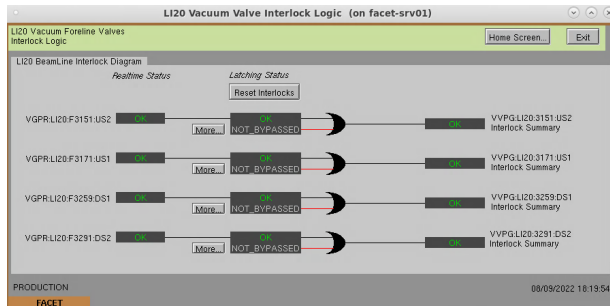 LI20 Vacuum Valve Interlock Logic (on facet-srv01)
LI20 Vacuum Foreline Valves
Interlock Logic
Home Screen...
Exit
LI20 BeamLine Interlock Diagram
Realtime Status
Latching Status
Reset Interlocks
VGPR:LI20:F3151:US2
OK
More...
OK
NOT_BYPASSED
OK
VVPG:LI20:3151:US2
Interlock Summary
VGPR:LI20:F3171:US1
OK
More...
OK
NOT_BYPASSED
OK
VVPG:LI20:3171:US1
Interlock Summary
VGPR:LI20:F3259:DS1
OK
More...
OK
NOT_BYPASSED
OK
VVPG:LI20:3259:DS1
Interlock Summary
VGPR:LI20:F3291:DS2
OK
More...
OK
NOT_BYPASSED
OK
VVPG:LI20:3291:DS2
Interlock Summary
PRODUCTION
08/09/2022 18:19:54
FACET